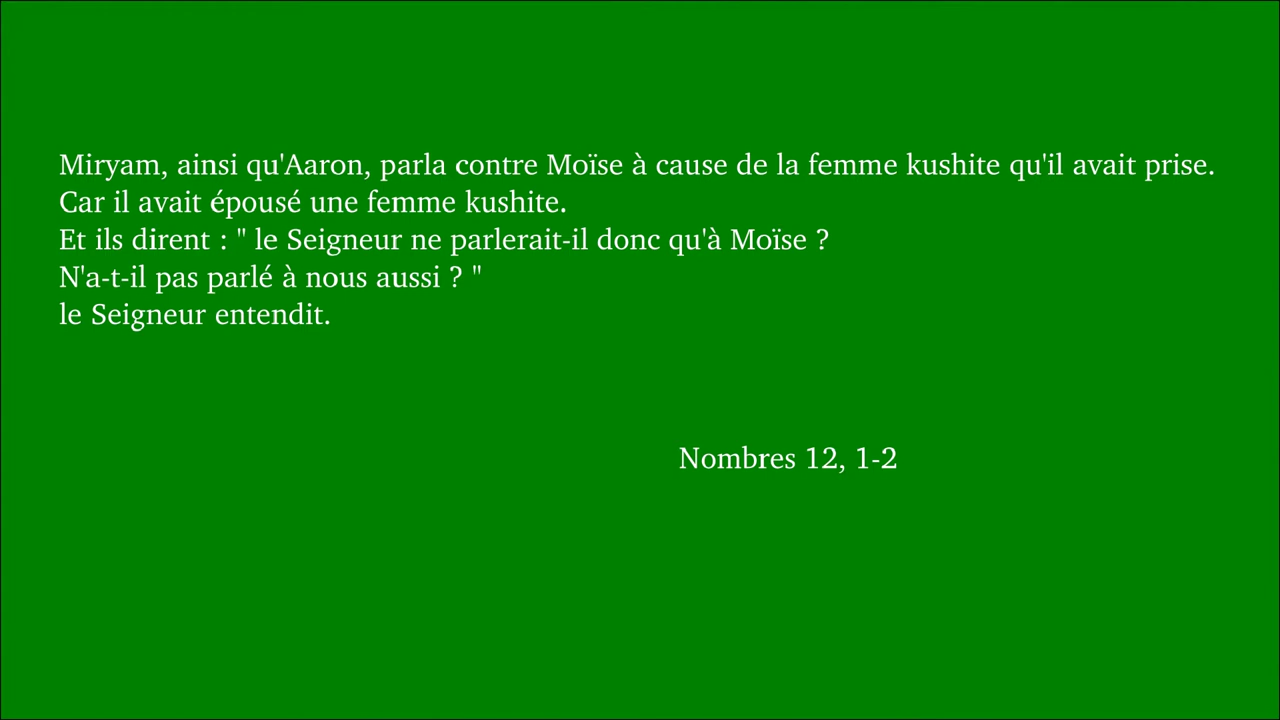 Miryam, ainsi qu'Aaron, parla contre Moïse à cause de la femme kushite qu'il avait prise.
Car il avait épousé une femme kushite.
Et ils dirent : " le Seigneur ne parlerait-il donc qu'à Moïse ?
N'a-t-il pas parlé à nous aussi ? "
le Seigneur entendit.
Nombres 12, 1-2